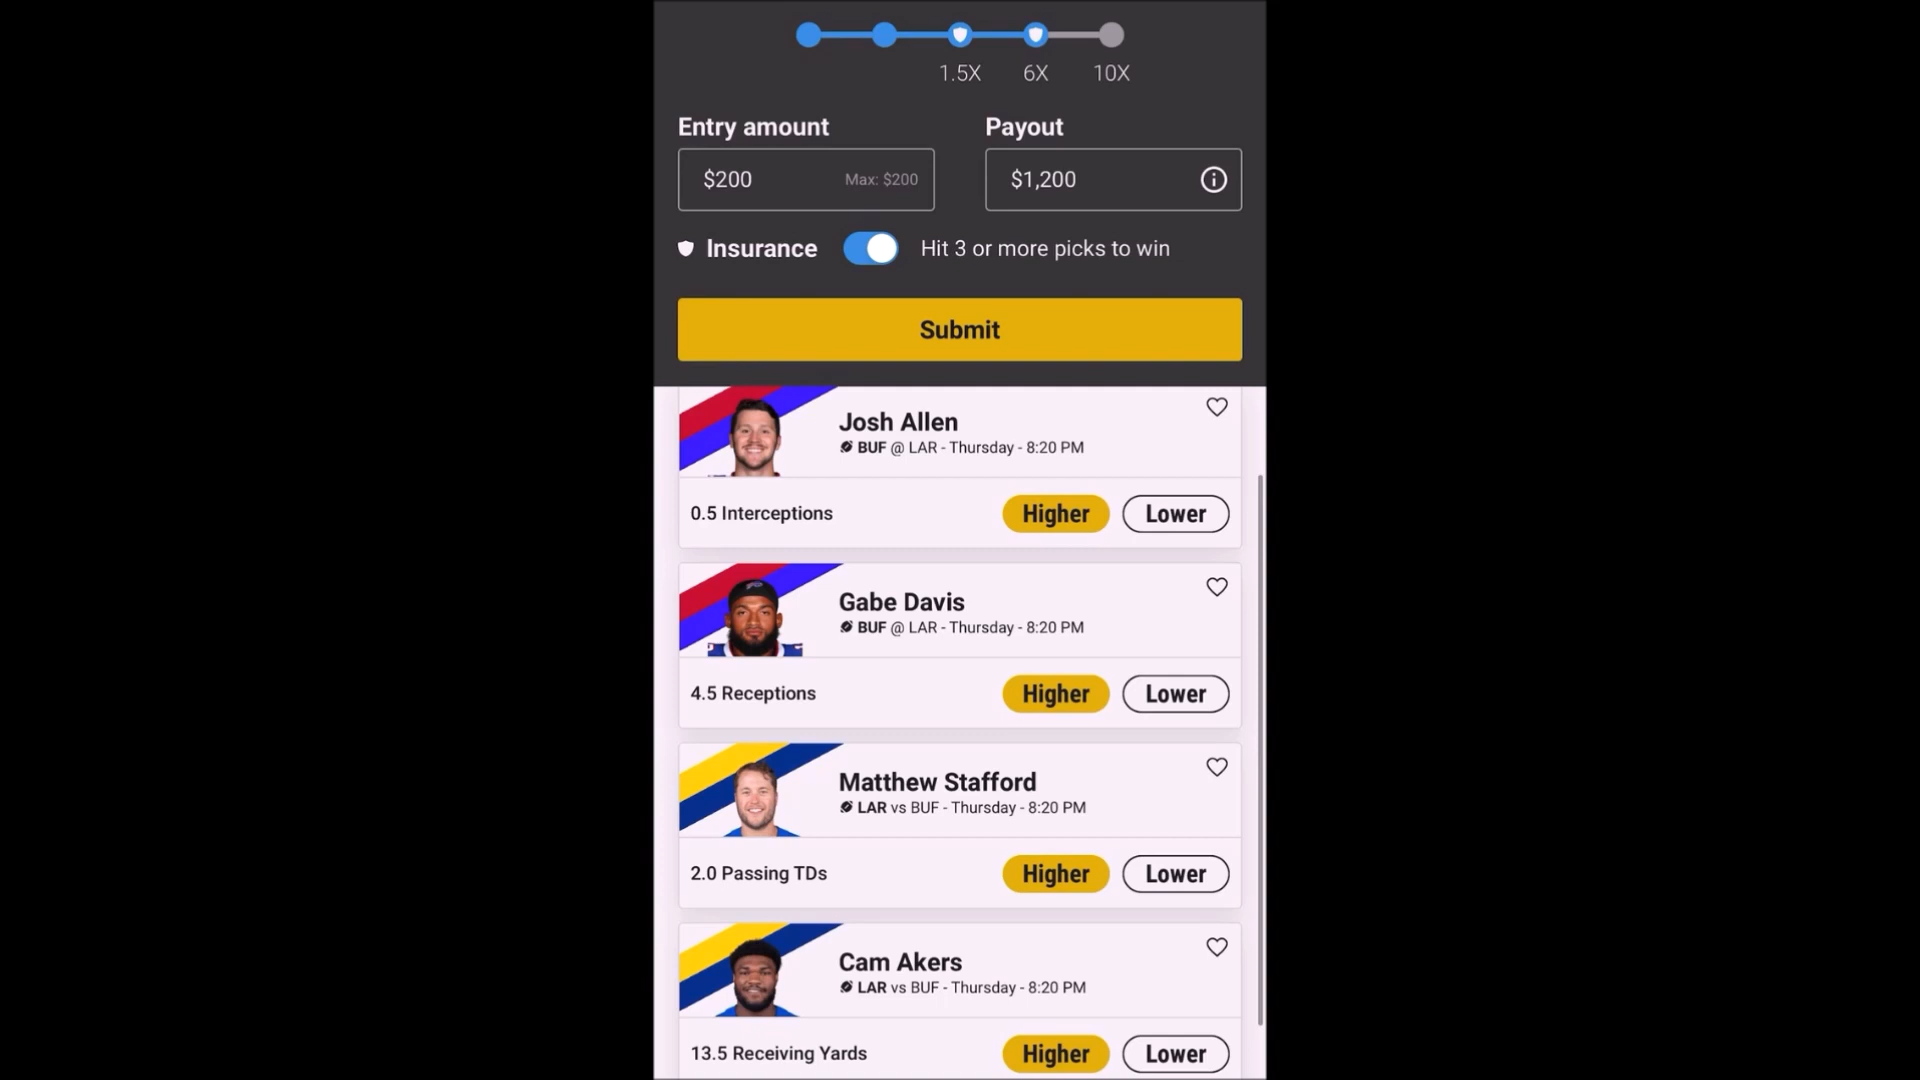 1.5X 6X 10X
Entry amount Payout
$200 Max: $200 $1,200
Insurance Hit 3 or more picks to win
Submit
Josh Allen
BUF @ LAR - Thursday - 8:20 PM
0.5 Interceptions Higher Lower
Gabe Davis
BUF @ LAR - Thursday - 8:20 PM
4.5 Receptions Higher Lower
Matthew Stafford
LAR vs BUF - Thursday - 8:20 PM
2.0 Passing TDs Higher Lower
Cam Akers
LAR vs BUF - Thursday - 8:20 PM
13.5 Receiving Yards Higher Lower